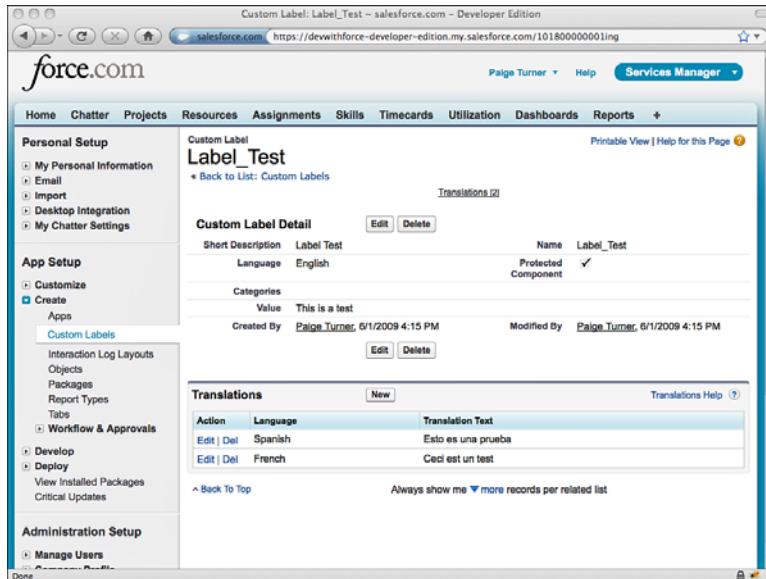 Custom Label: Label_Test ~ salesforce.com - Developer Edition
salesforce.com https://devwithforce-developer-edition.my.salesforce.com/101800000001ing
force.com
Paige Turner Help Services Manager
Home Chatter Projects Resources Assignments Skills Timecards Utilization Dashboards Reports +
Personal Setup
My Personal Information
Email
Import
Desktop Integration
My Chatter Settings
App Setup
Customize
Create
Apps
Custom Labels
Interaction Log Layouts
Objects
Packages
Report Types
Tabs
Workflow & Approvals
Develop
Deploy
View Installed Packages
Critical Updates
Administration Setup
Manage Users
Custom Label
Label_Test
« Back to List: Custom Labels
Printable View | Help for this Page ?
Translations [2]
Custom Label Detail Edit Delete
Short Description Label Test Name Label_Test
Language English Protected Component ✓
Categories
Value This is a test
Created By Paige Turner, 6/1/2009 4:15 PM Modified By Paige Turner, 6/1/2009 4:15 PM
Edit Delete
Translations New Translations Help ?
Action Language Translation Text
Edit | Del Spanish Esto es una prueba
Edit | Del French Ceci est un test
^ Back To Top Always show me ▼ more records per related list
Done